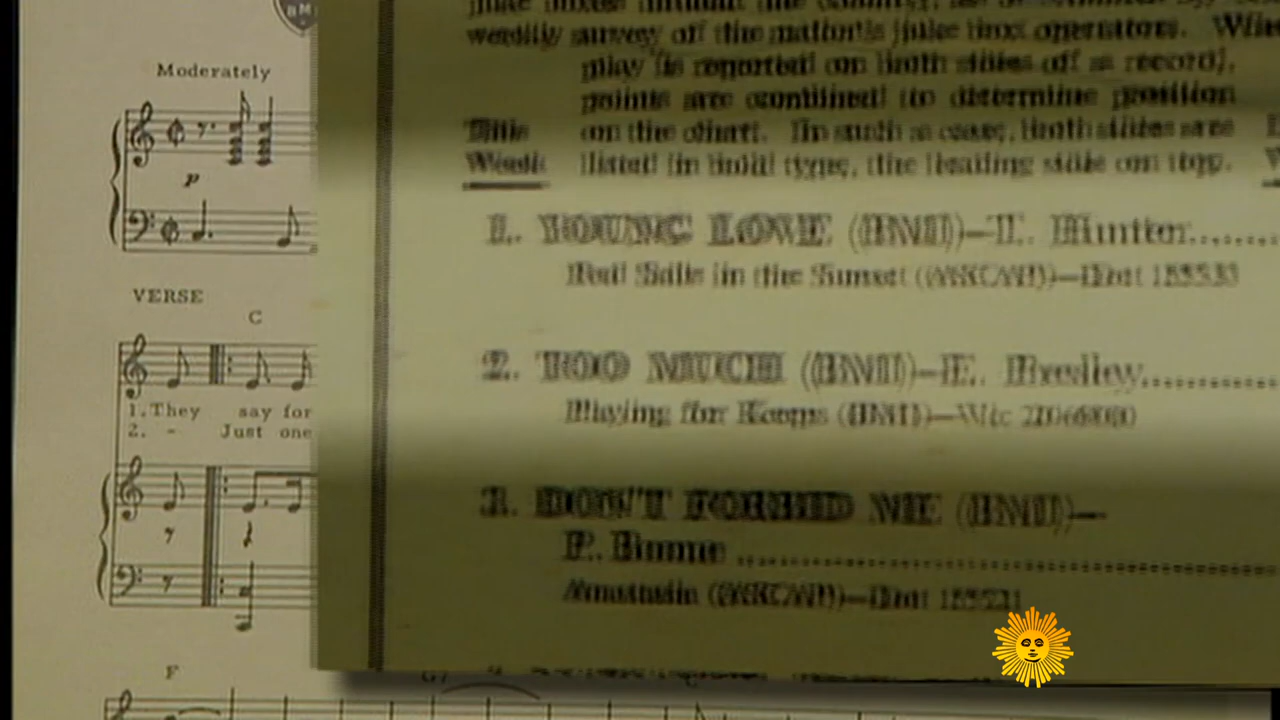 BMI
Moderately
p
VERSE
C
1. They say for
2. - Just one
F
G7
C
weekly survey of the nation's juke box operators. When
play is reported on both sides of a record,
points are combined to determine position
This on the chart. In such a case, both sides are
Week listed in bold type, the leading side on top.
1. YOUNG LOVE (BMI)—T. Hunter........
Red Sails in the Sunset (ASCAP)—Dot 15533
2. TOO MUCH (BMI)—E. Presley..............
Playing for Keeps (BMI)—Vic 20-6800
3. DON'T FORBID ME (BMI)—
P. Boone ..............................
Anastasia (ASCAP)—Dot 15521